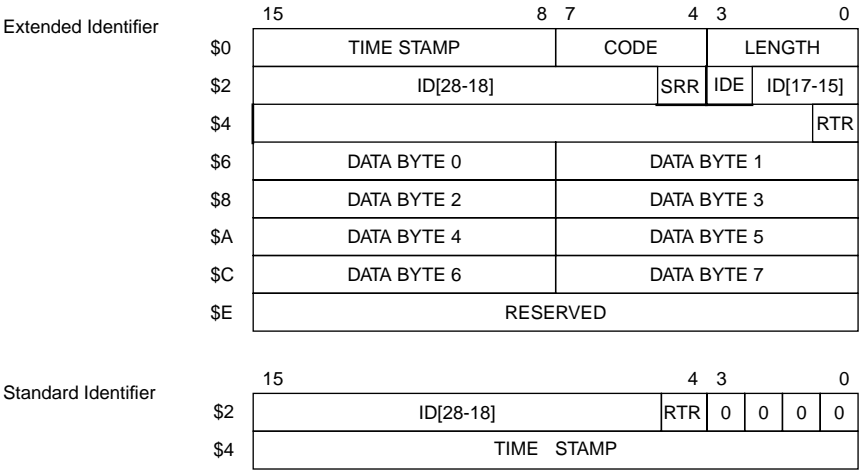 15 8 7 4 3 0
Extended Identifier
$0 TIME STAMP CODE LENGTH
$2 ID[28-18] SRR IDE ID[17-15]
$4 RTR
$6 DATA BYTE 0 DATA BYTE 1
$8 DATA BYTE 2 DATA BYTE 3
$A DATA BYTE 4 DATA BYTE 5
$C DATA BYTE 6 DATA BYTE 7
$E RESERVED
15 4 3 0
Standard Identifier
$2 ID[28-18] RTR 0 0 0 0
$4 TIME STAMP